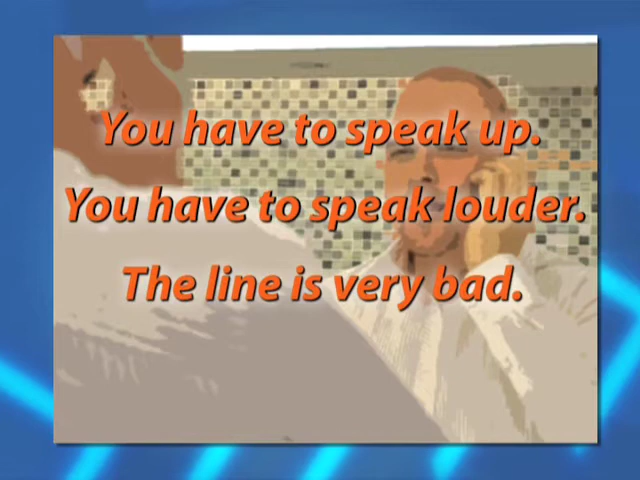 You have to speak up.
You have to speak louder.
The line is very bad.